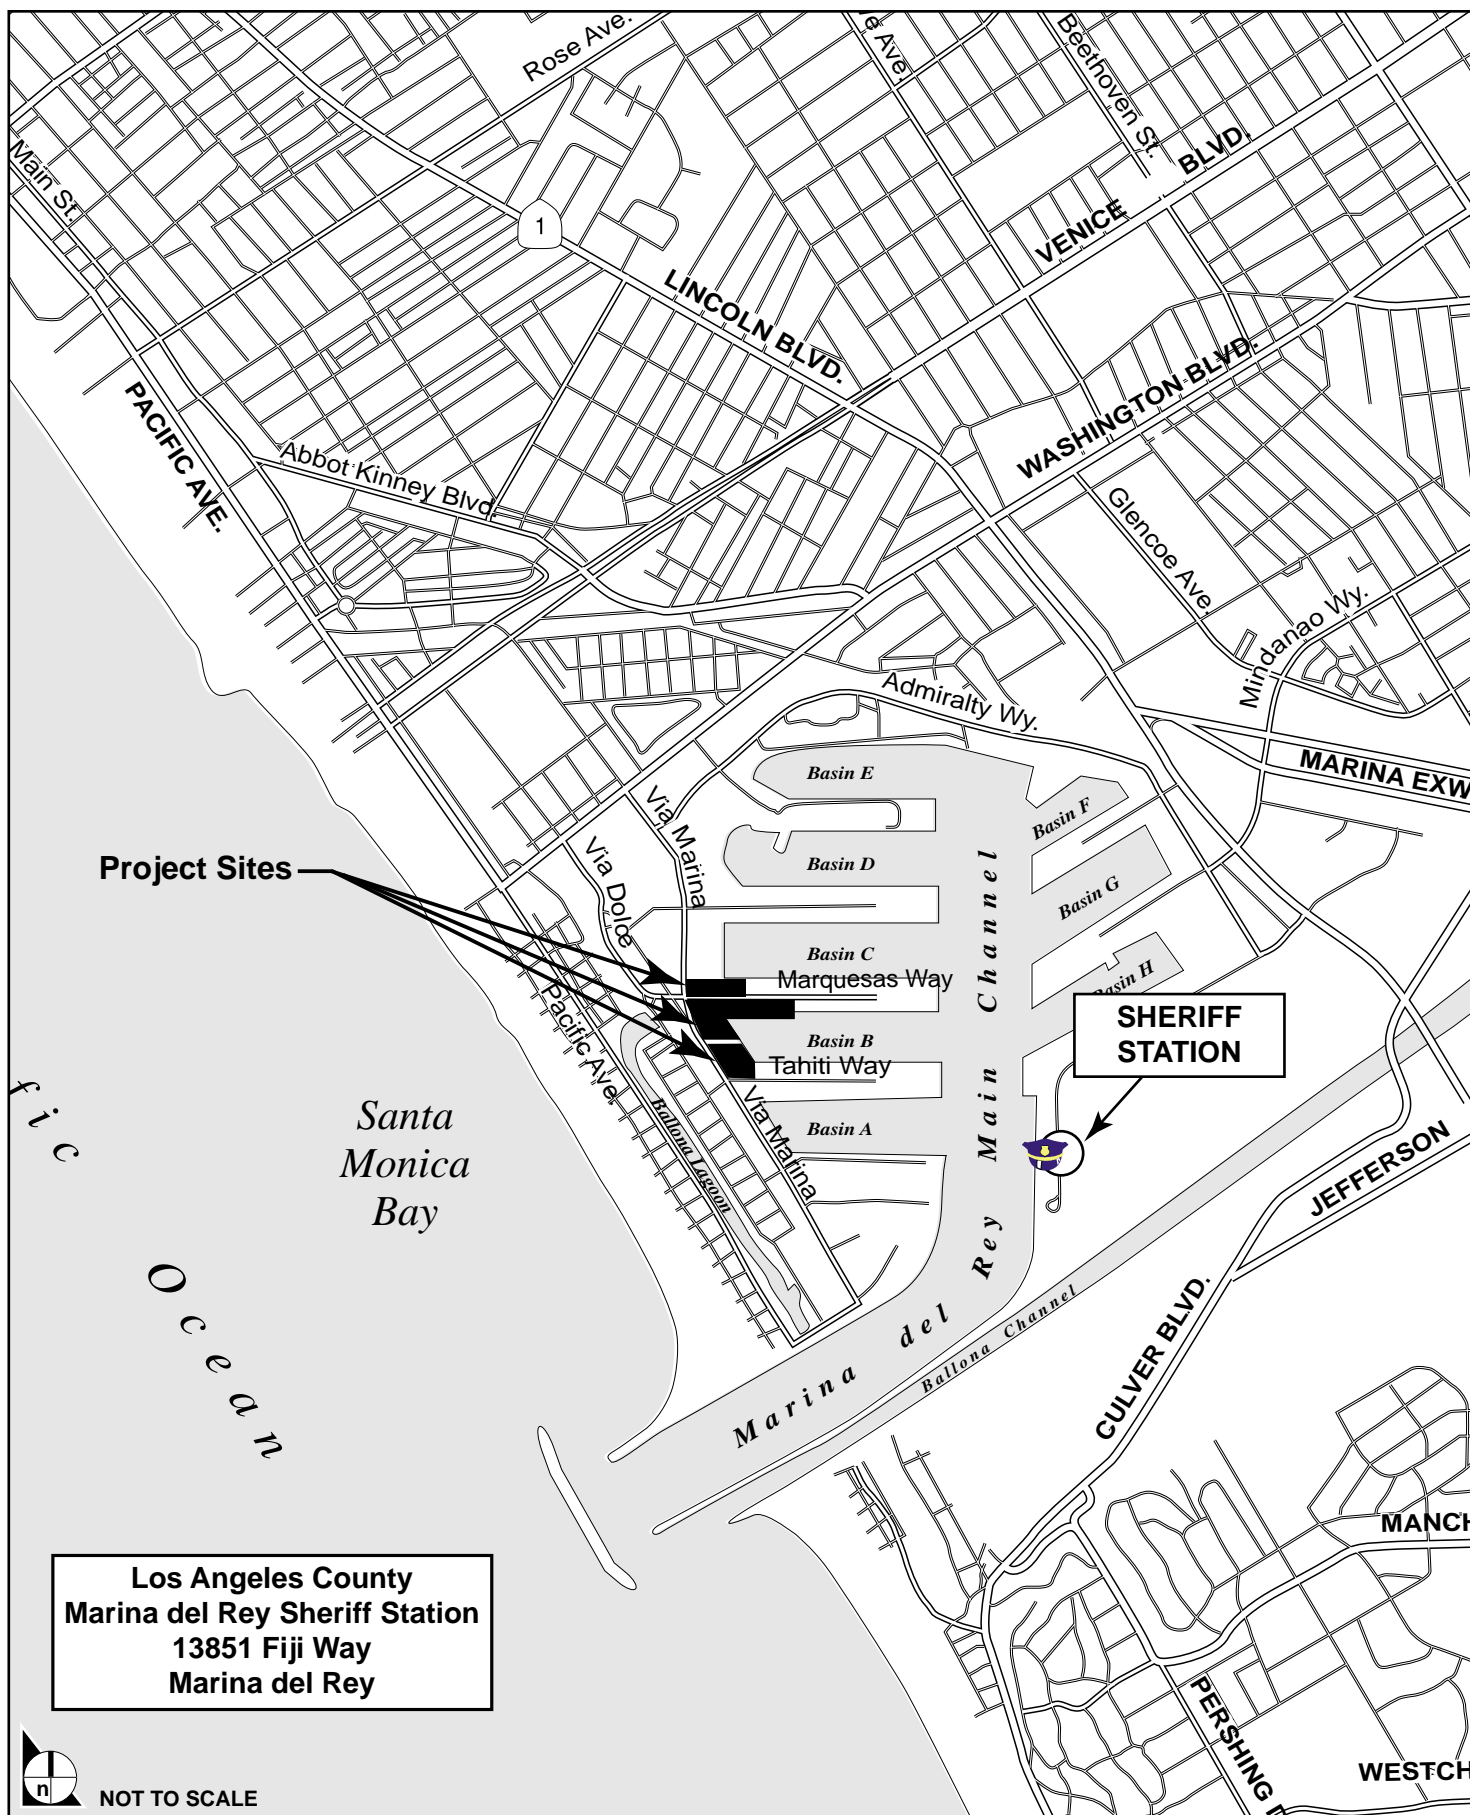 Rose Ave.
Beethoven St.
Main St.
1
VENICE BLVD.
LINCOLN BLVD.
WASHINGTON BLVD.
PACIFIC AVE.
Abbot Kinney Blvd.
Glencoe Ave.
Mindanao Wy.
Admiralty Wy.
MARINA EXW
Basin E
Basin F
Via Marina
Via Dolce
Project Sites
Basin D
Basin G
Basin C
Marquesas Way
Basin H
Pacific Ave.
Basin B
Tahiti Way
SHERIFF
STATION
Via Marina
Ballona Lagoon
Basin A
Santa
Monica
Bay
fic Ocean
Marina del Rey Main Channel
Ballona Channel
JEFFERSON
CULVER BLVD.
MANCH
PERSHING
WESTCH
Los Angeles County
Marina del Rey Sheriff Station
13851 Fiji Way
Marina del Rey
n
NOT TO SCALE